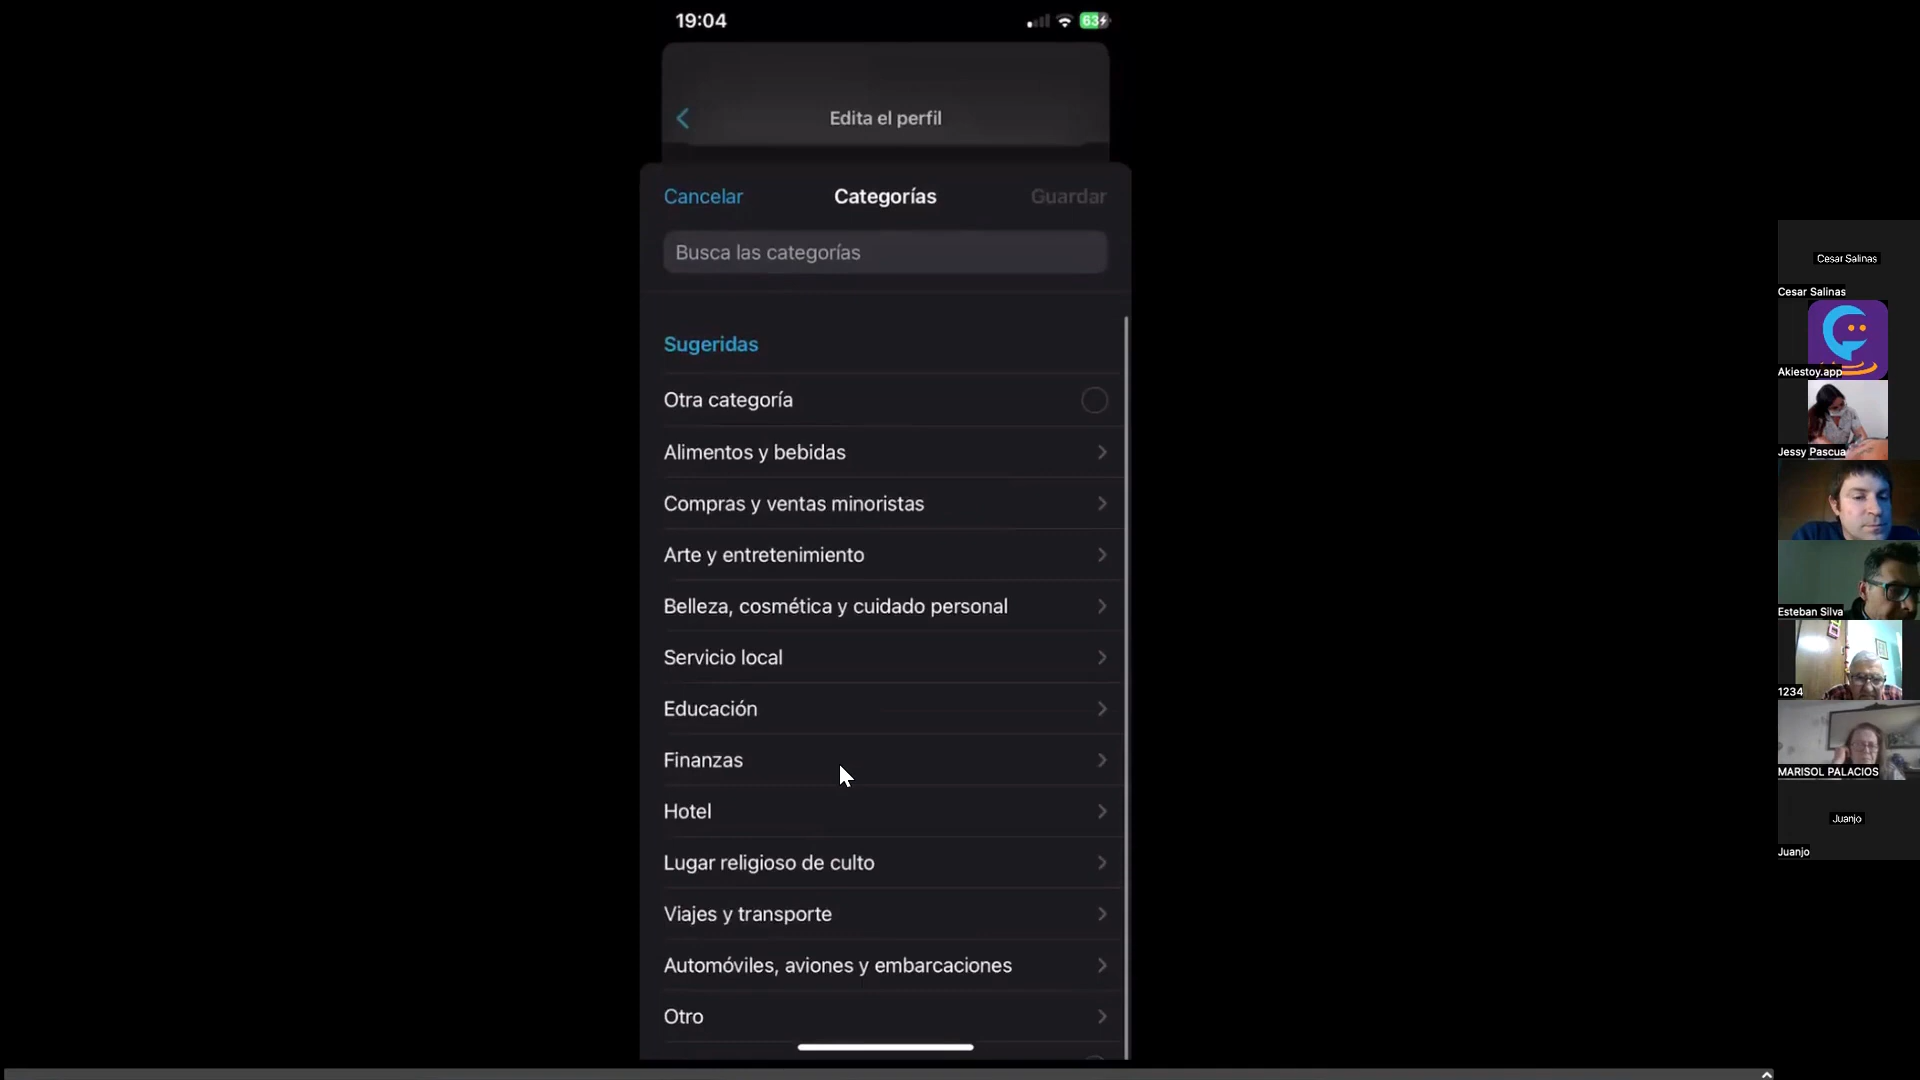 19:04
63
Edita el perfil
Cancelar
Categorías
Guardar
Busca las categorías
Sugeridas
Otra categoría
Alimentos y bebidas
Compras y ventas minoristas
Arte y entretenimiento
Belleza, cosmética y cuidado personal
Servicio local
Educación
Finanzas
Hotel
Lugar religioso de culto
Viajes y transporte
Automóviles, aviones y embarcaciones
Otro
Cesar Salinas
Cesar Salinas
Akiestoy.app
Jessy Pascua
Esteban Silva
1234
MARISOL PALACIOS
Juanjo
Juanjo